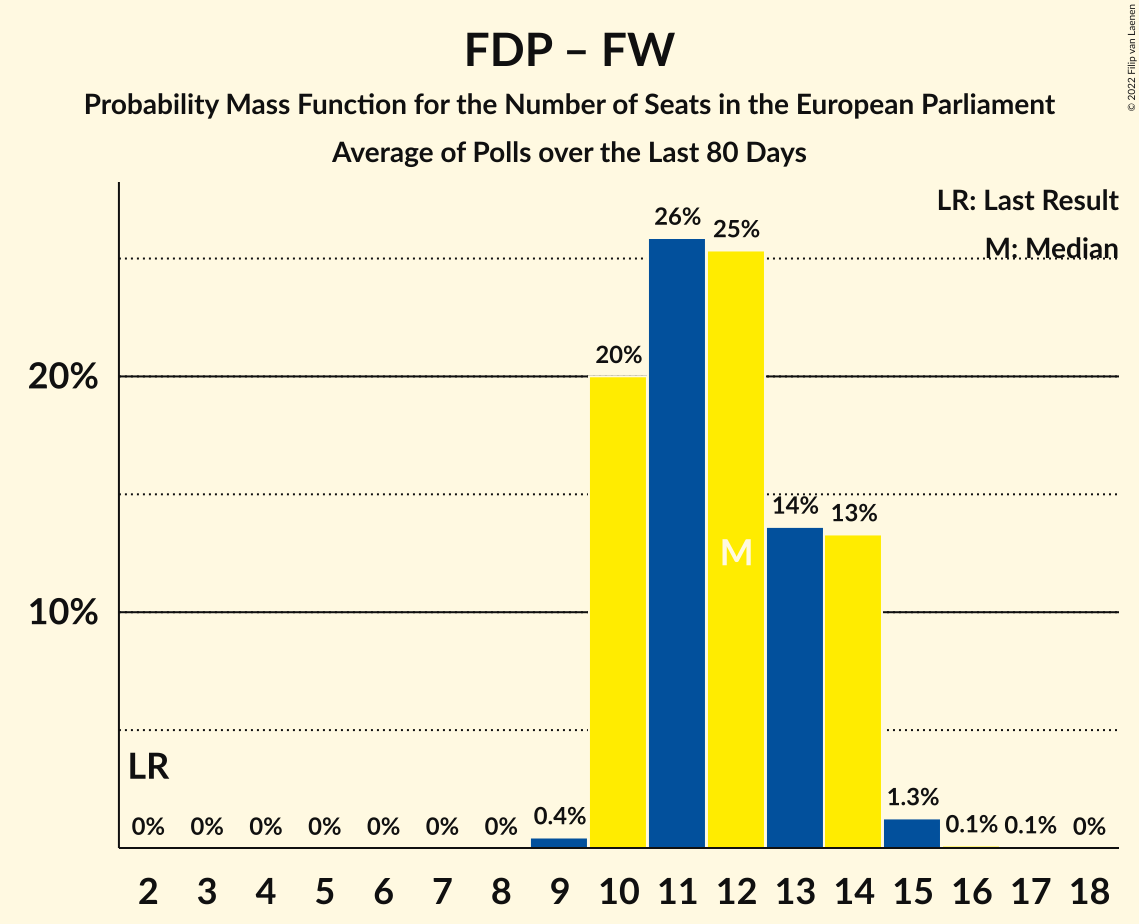 FDP – FW
Probability Mass Function for the Number of Seats in the European Parliament
Average of Polls over the Last 80 Days
© 2022 Filip van Laenen
LR: Last Result
M: Median
26%
25%
20%
20%
14%
13%
M
10%
LR
0%
0%
0%
0%
0%
0%
0%
0.4%
1.3%
0.1%
0.1%
0%
2 3 4 5 6 7 8 9 10 11 12 13 14 15 16 17 18